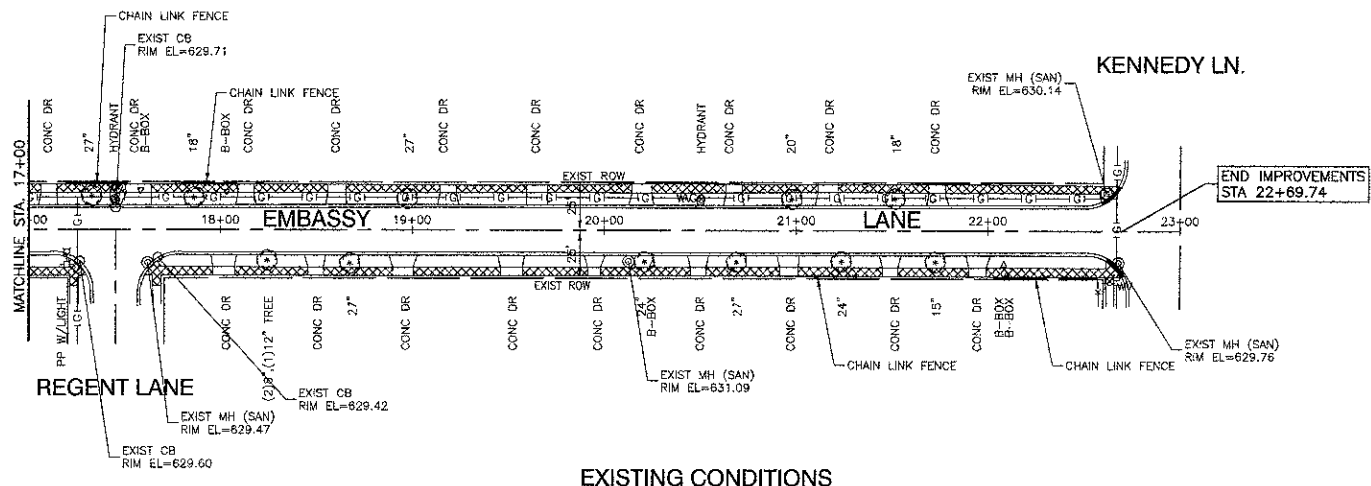 CHAIN LINK FENCE
EXIST CB
RIM EL=629.71
CHAIN LINK FENCE
KENNEDY LN.
EXIST MH (SAN)
RIM EL=630.14
CONC DR
27"
HYDRANT
CONC DR
B-BOX
18"
B-BOX
CONC DR
CONC DR
27"
CONC DR
CONC DR
CONC DR
HYDRANT
CONC DR
20"
CONC DR
18"
CONC DR
MATCHLINE STA. 17+00
EXIST ROW
END IMPROVEMENTS
STA 22+69.74
00
18+00
EMBASSY
19+00
25'
20+00
21+00
LANE
22+00
23+00
25'
EXIST ROW
PP W/LIGHT
CONC DR
(2)6",(1)12" TREE
CONC DR
27"
CONC DR
CONC DR
CONC DR
24"
B-BOX
CONC DR
27"
24"
CONC DR
15"
CONC DR
B-BOX
B-BOX
EXIST MH (SAN)
RIM EL=629.76
CHAIN LINK FENCE
CHAIN LINK FENCE
EXIST MH (SAN)
RIM EL=631.09
REGENT LANE
EXIST CB
RIM EL=629.42
EXIST MH (SAN)
RIM EL=629.47
EXIST CB
RIM EL=629.60
EXISTING CONDITIONS